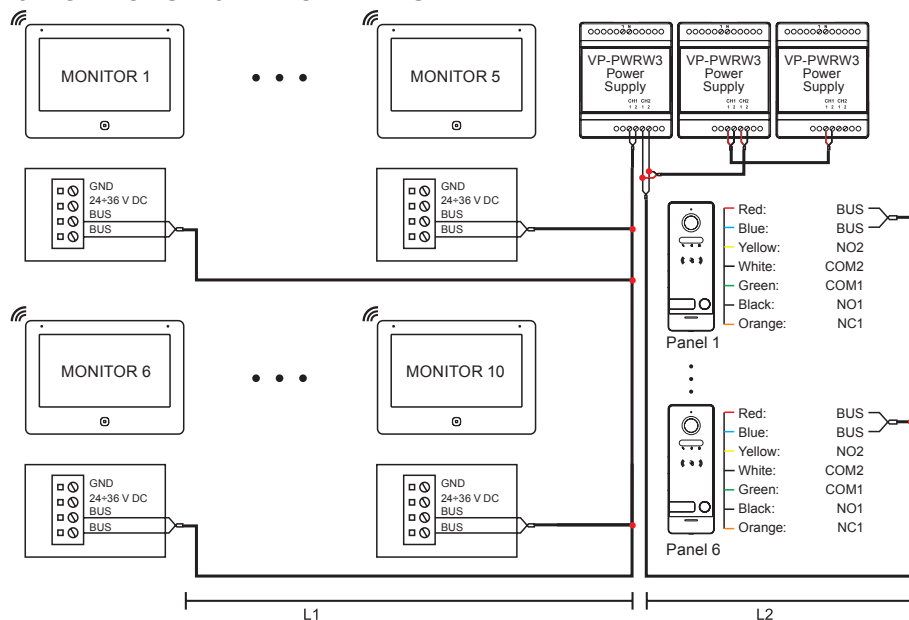 MONITOR 1
MONITOR 5
VP-PWRW3
Power
Supply
CH1 CH2
1 2 1 2
VP-PWRW3
Power
Supply
CH1 CH2
1 2 1 2
VP-PWRW3
Power
Supply
CH1 CH2
1 2 1 2
GND
24÷36 V DC
BUS
BUS
GND
24÷36 V DC
BUS
BUS
Red: BUS
Blue: BUS
Yellow: NO2
White: COM2
Green: COM1
Black: NO1
Orange: NC1
Panel 1
MONITOR 6
MONITOR 10
GND
24÷36 V DC
BUS
BUS
GND
24÷36 V DC
BUS
BUS
Red: BUS
Blue: BUS
Yellow: NO2
White: COM2
Green: COM1
Black: NO1
Orange: NC1
Panel 6
L1
L2